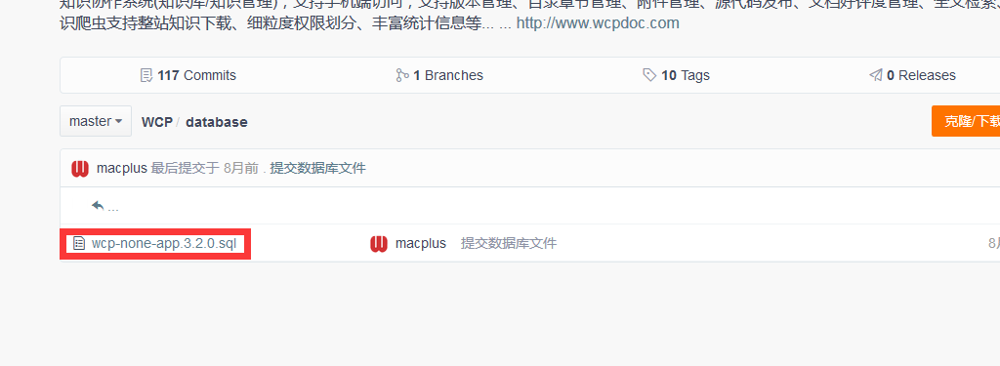 识协作系统(知识库/知识管理)，支持手机端访问，支持版本管理、目录章节管理、附件管理、源代码发布、文档好评度管理、全文检索、
识爬虫支持整站知识下载、细粒度权限划分、丰富统计信息等... ... http://www.wcpdoc.com
117 Commits 1 Branches 10 Tags 0 Releases
master WCP / database 克隆/下载
macplus 最后提交于 8月前 . 提交数据库文件
...
wcp-none-app.3.2.0.sql macplus 提交数据库文件 8月